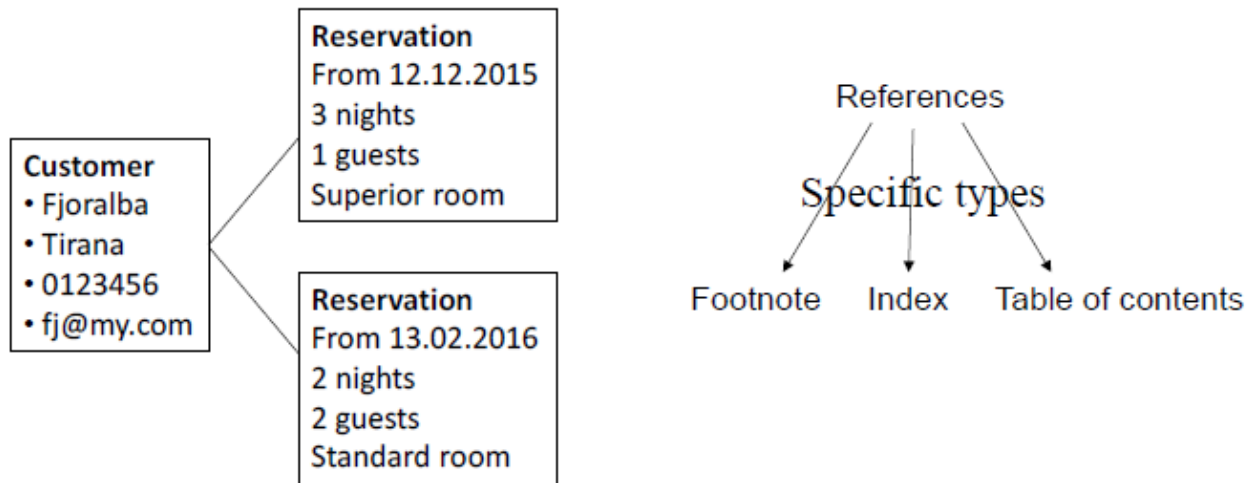 Customer
• Fjoralba
• Tirana
• 0123456
• fj@my.com
Reservation
From 12.12.2015
3 nights
1 guests
Superior room
Reservation
From 13.02.2016
2 nights
2 guests
Standard room
References
Specific types
Footnote Index Table of contents